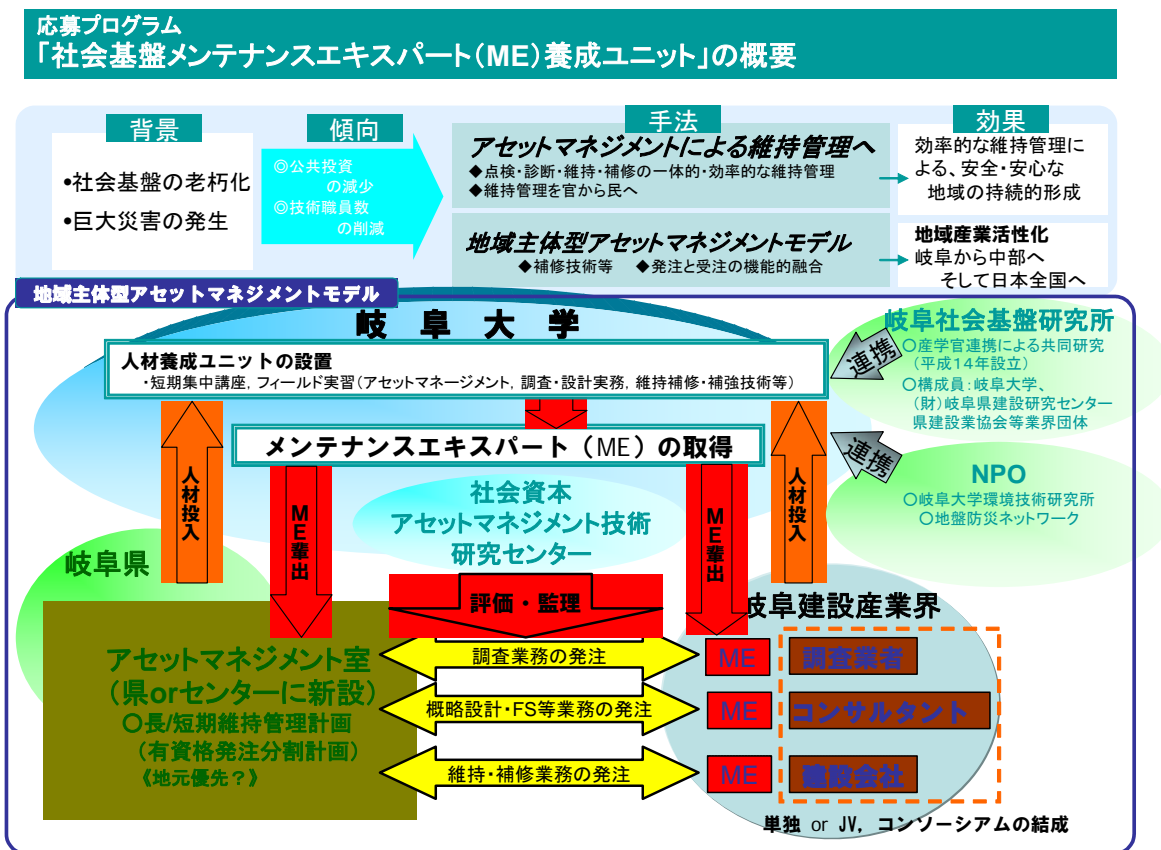 応募プログラム
「社会基盤メンテナンスエキスパート(ME)養成ユニット」の概要
背景
•社会基盤の老朽化
•巨大災害の発生
傾向
◎公共投資
の減少
◎技術職員数
の削減
手法
アセットマネジメントによる維持管理へ
◆点検・診断・維持・補修の一体的・効率的な維持管理
◆維持管理を官から民へ
地域主体型アセットマネジメントモデル
◆補修技術等 ◆発注と受注の機能的融合
効果
効率的な維持管理に
よる、安全・安心な
地域の持続的形成
地域産業活性化
岐阜から中部へ
そして日本全国へ
地域主体型アセットマネジメントモデル
岐阜大学
人材養成ユニットの設置
・短期集中講座, フィールド実習(アセットマネージメント, 調査・設計実務, 維持補修・補強技術等)
メンテナンスエキスパート(ME)の取得
連携
岐阜社会基盤研究所
○産学官連携による共同研究
(平成14年設立)
○構成員:岐阜大学、
(財)岐阜県建設研究センター
県建設業協会等業界団体
連携
NPO
○岐阜大学環境技術研究所
○地盤防災ネットワーク
人材投入
ME輩出
社会資本
アセットマネジメント技術
研究センター
ME輩出
人材投入
岐阜県
評価・監理
岐阜建設産業界
アセットマネジメント室
(県orセンターに新設)
○長/短期維持管理計画
(有資格発注分割計画)
《地元優先?》
調査業務の発注
ME
調査業者
概略設計・FS等業務の発注
ME
コンサルタント
維持・補修業務の発注
ME
建設会社
単独 or JV, コンソーシアムの結成